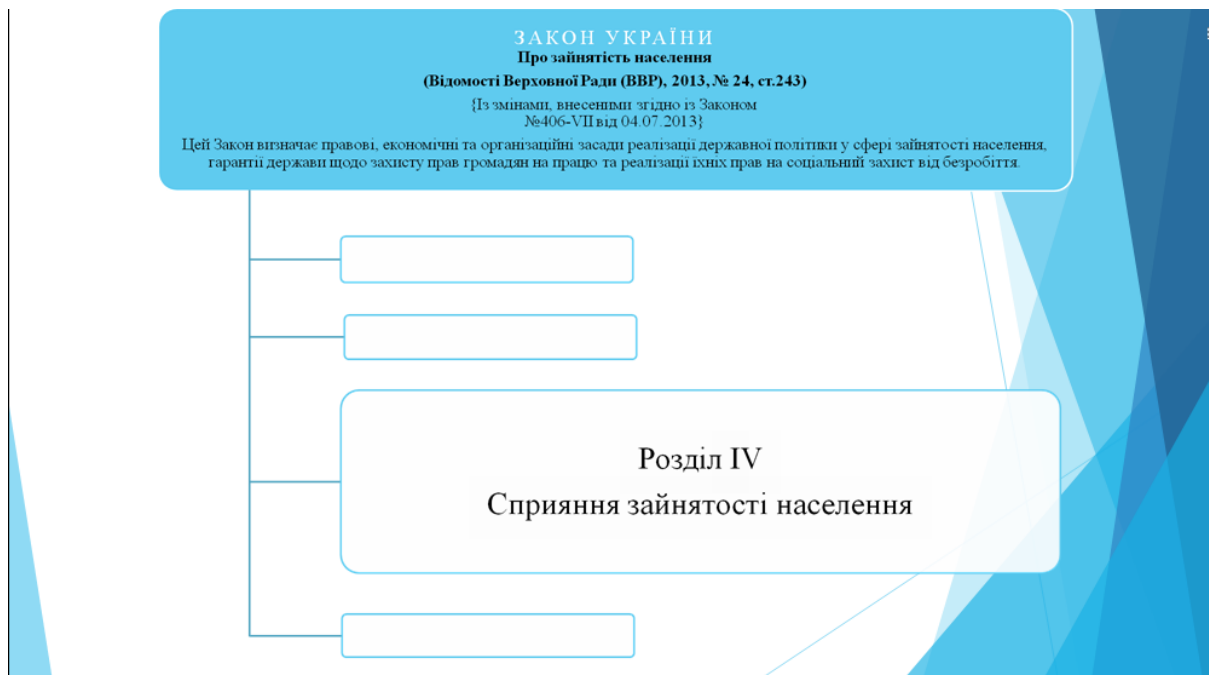 ЗАКОН УКРАЇНИ
Про зайнятість населення
(Відомості Верховної Ради (ВВР), 2013, № 24, ст.243)
{Із змінами, внесеними згідно із Законом
№406-VII від 04.07.2013}
Цей Закон визначає правові, економічні та організаційні засади реалізації державної політики у сфері зайнятості населення,
гарантії держави щодо захисту прав громадян на працю та реалізації їхніх прав на соціальний захист від безробіття.
Розділ IV
Сприяння зайнятості населення